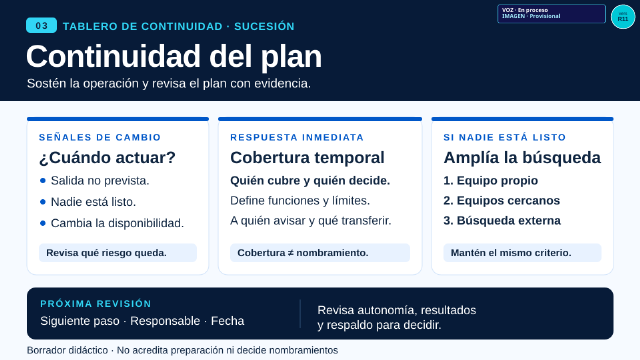 03 TABLERO DE CONTINUIDAD · SUCESIÓN
VOZ · En proceso
IMAGEN · Provisional
R11
Continuidad del plan
Sostén la operación y revisa el plan con evidencia.
SEÑALES DE CAMBIO
¿Cuándo actuar?
Salida no prevista.
Nadie está listo.
Cambia la disponibilidad.
Revisa qué riesgo queda.
RESPUESTA INMEDIATA
Cobertura temporal
Quién cubre y quién decide.
Define funciones y límites.
A quién avisar y qué transferir.
Cobertura ≠ nombramiento.
SI NADIE ESTÁ LISTO
Amplía la búsqueda
1. Equipo propio
2. Equipos cercanos
3. Búsqueda externa
Mantén el mismo criterio.
PRÓXIMA REVISIÓN
Siguiente paso · Responsable · Fecha
Revisa autonomía, resultados
y respaldo para decidir.
Borrador didáctico · No acredita preparación ni decide nombramientos